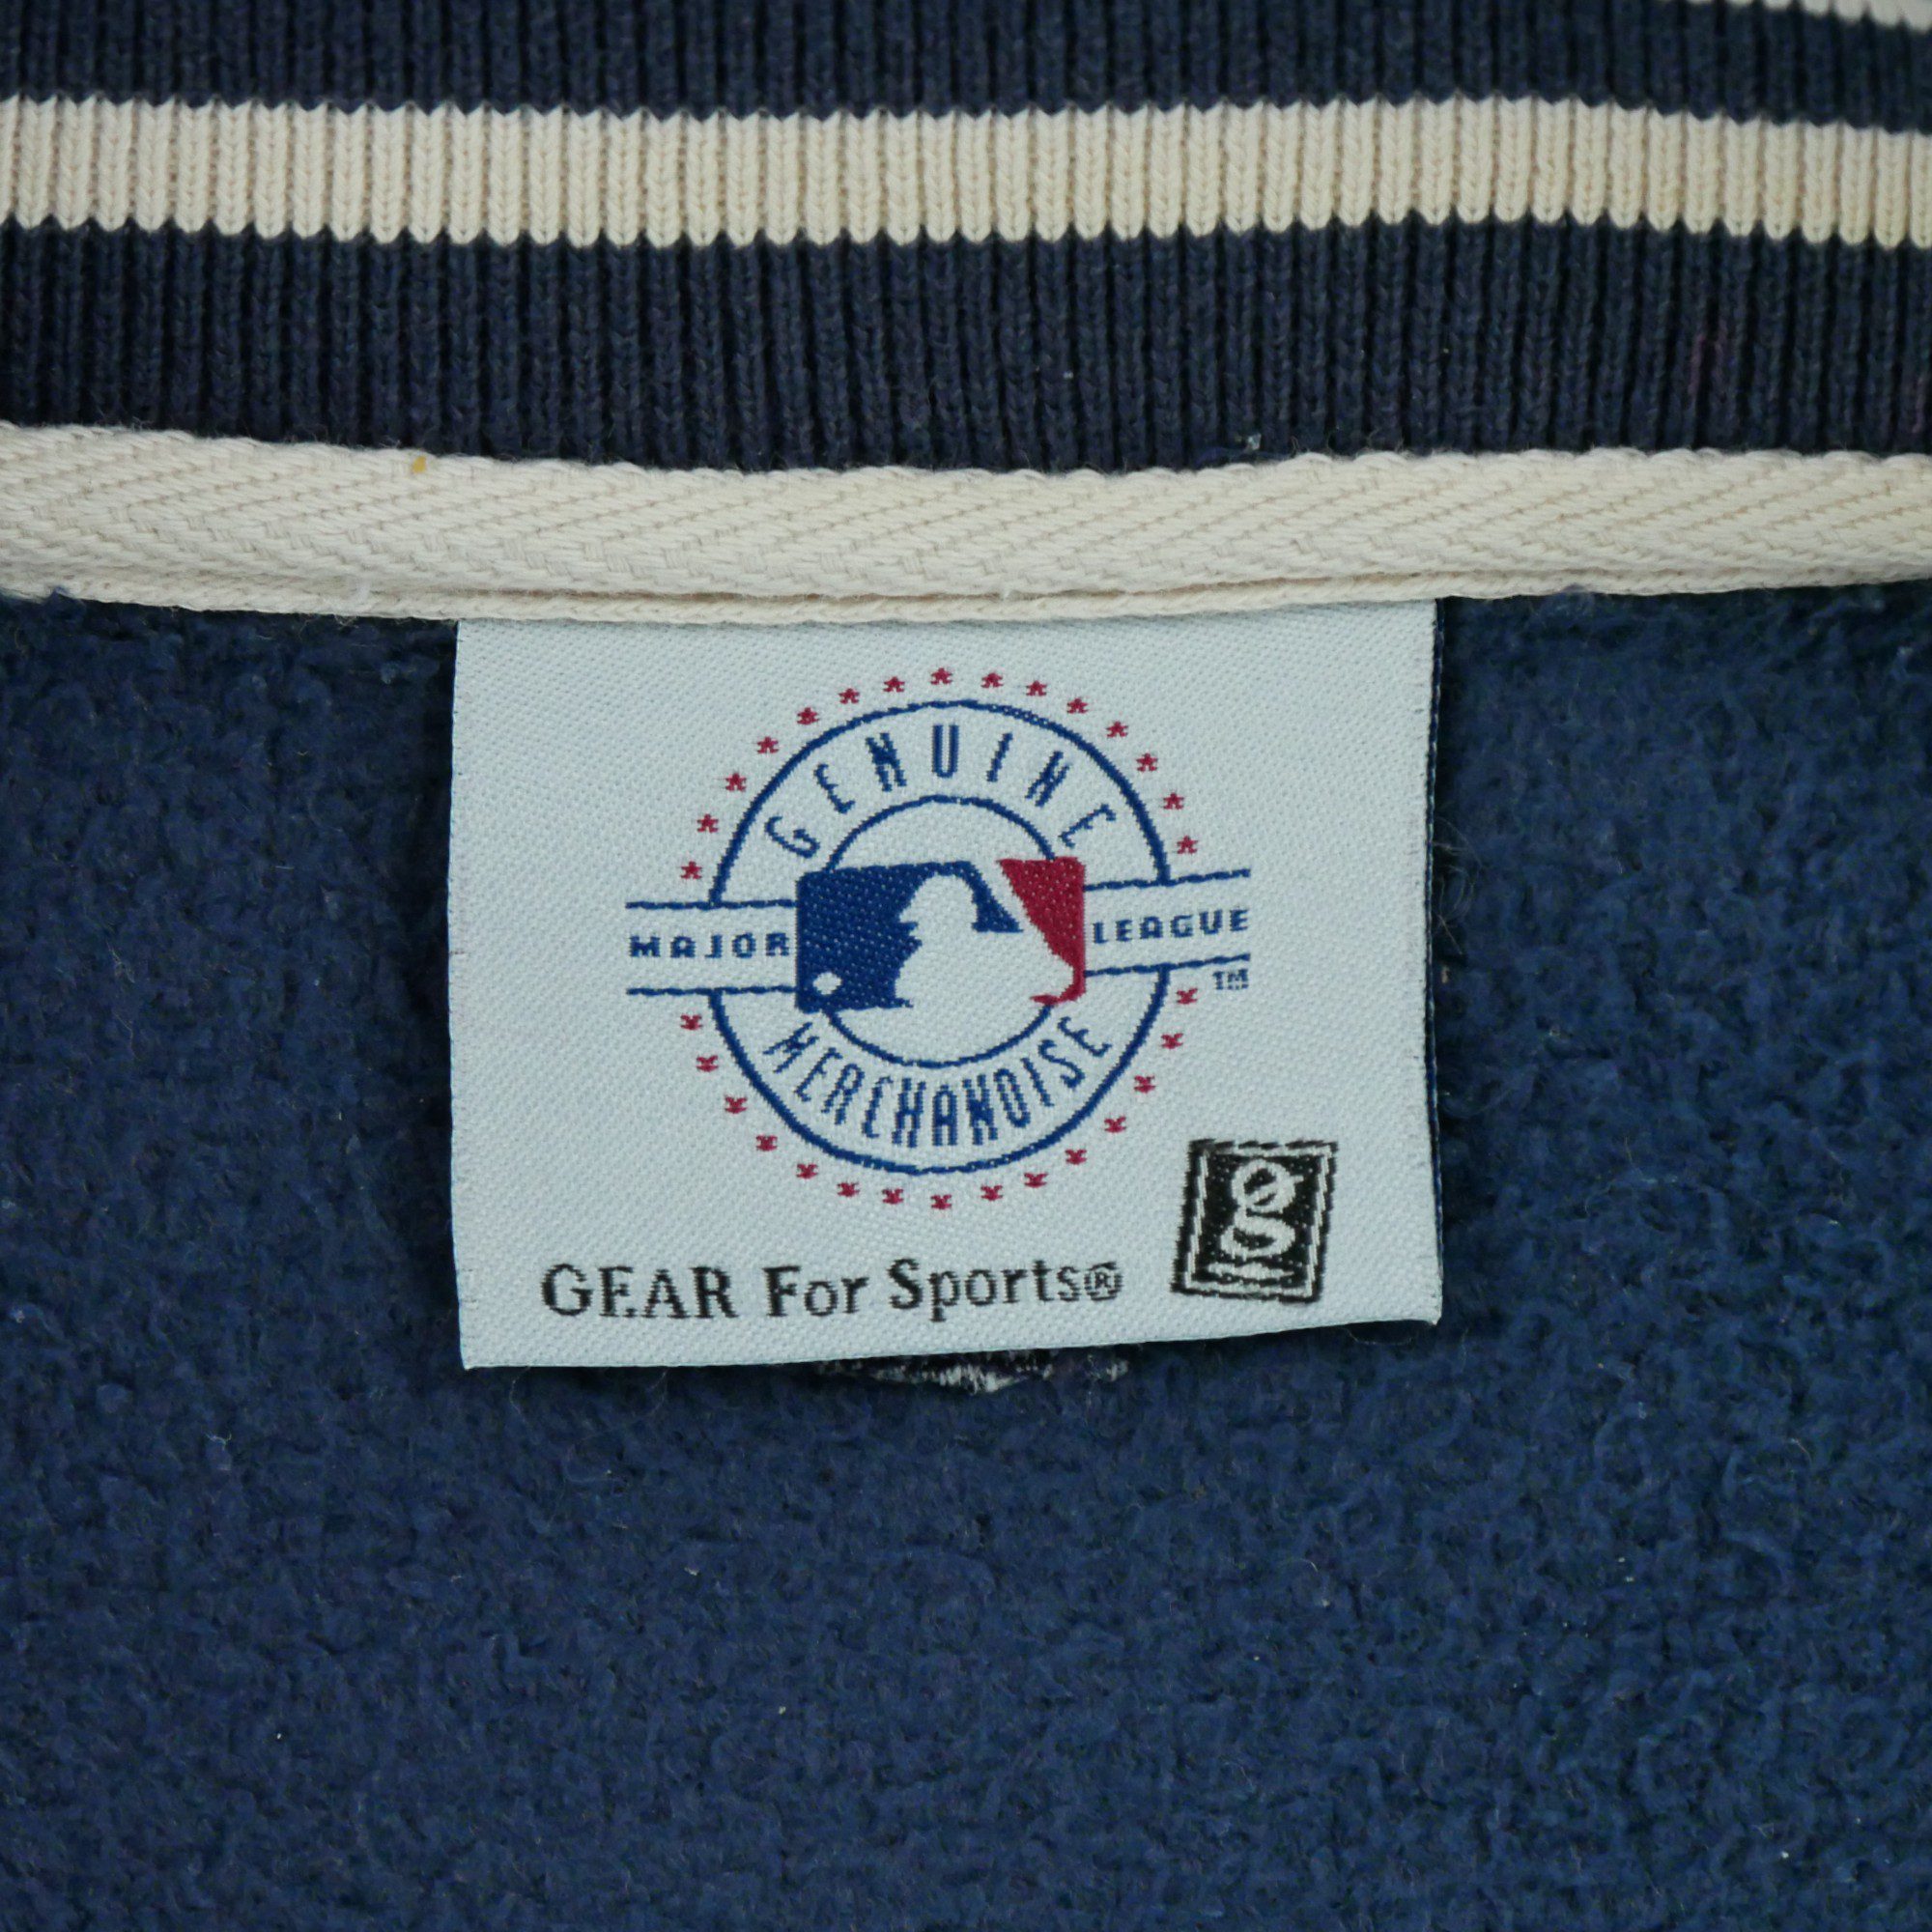 GENUINE
MAJOR LEAGUE
TM
MERCHANDISE
g
GEAR For Sports®